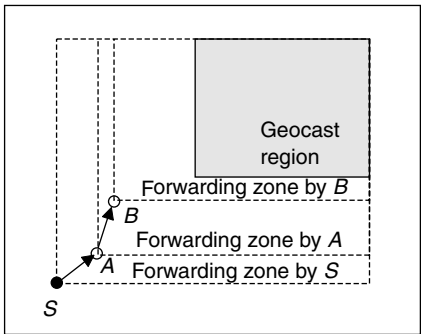 Geocast
region
Forwarding zone by B
B
Forwarding zone by A
A
Forwarding zone by S
S